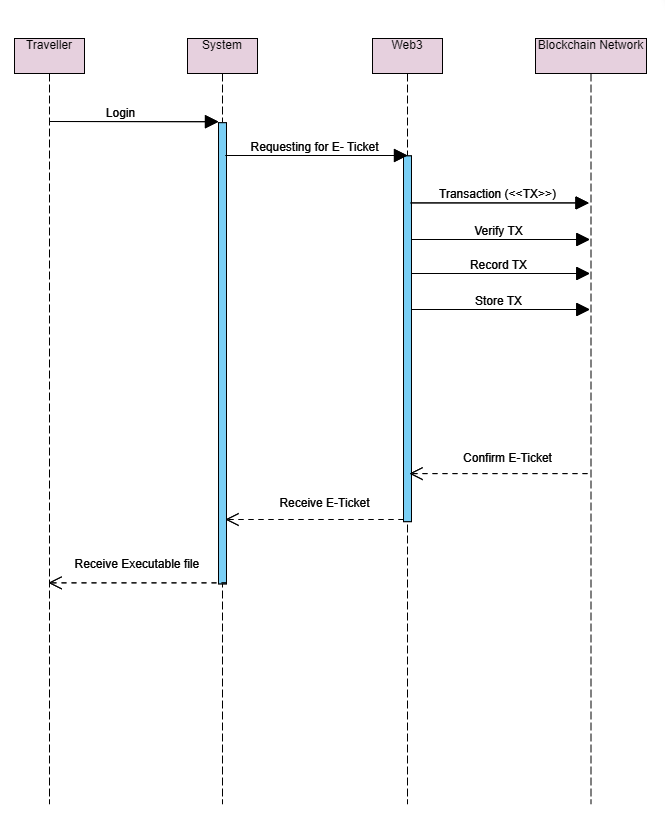 Traveller
System
Web3
Blockchain Network
Login
Requesting for E- Ticket
Transaction (<<TX>>)
Verify TX
Record TX
Store TX
Confirm E-Ticket
Receive E-Ticket
Receive Executable file